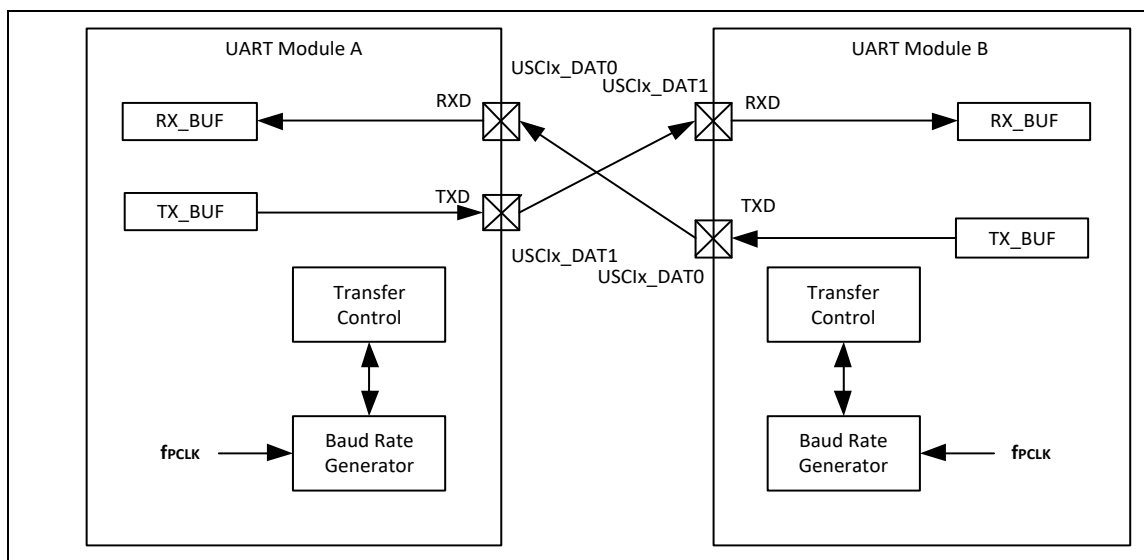 UART Module A
UART Module B
USCIx_DAT0
USCIx_DAT1
RXD
RXD
RX_BUF
RX_BUF
TXD
TXD
TX_BUF
TX_BUF
USCIx_DAT1
USCIx_DAT0
Transfer
Control
Transfer
Control
fPCLK
Baud Rate
Generator
Baud Rate
Generator
fPCLK